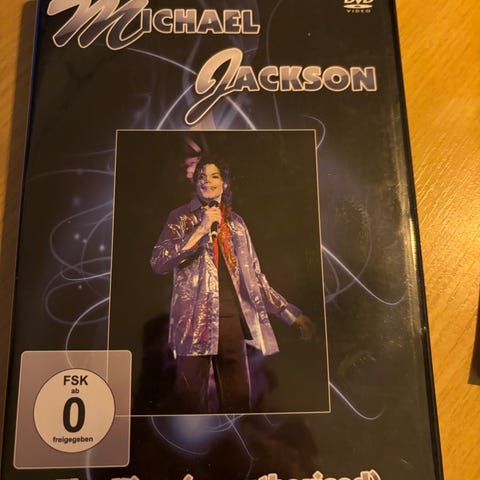 MICHAEL
JACKSON
DVD
VIDEO
FSK
ab
0
freigegeben